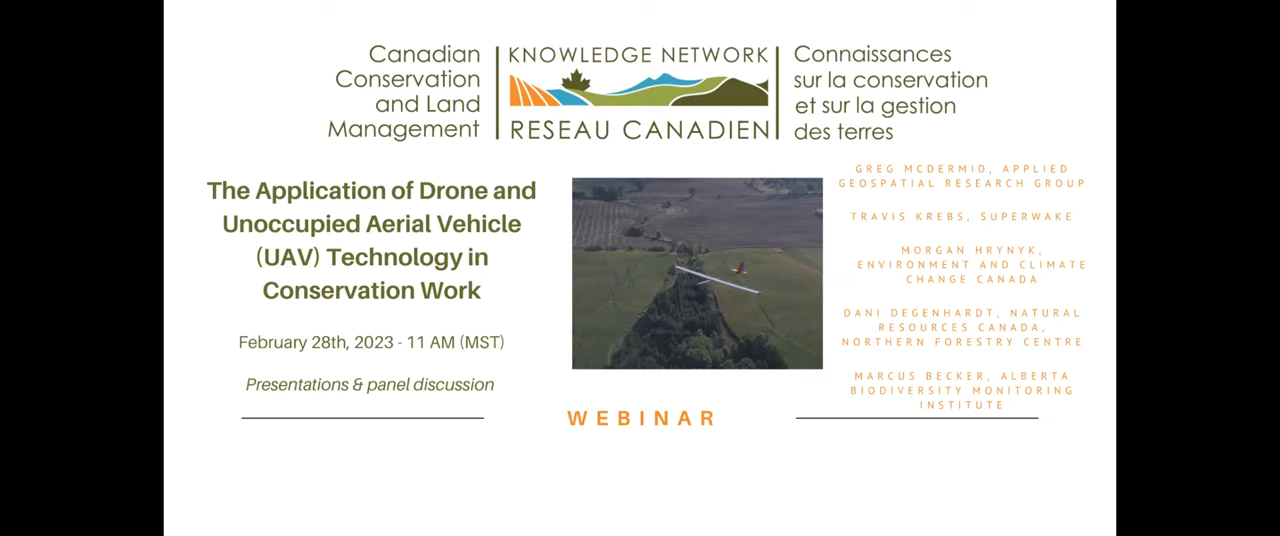 Canadian
Conservation
and Land
Management
KNOWLEDGE NETWORK
RESEAU CANADIEN
Connaissances
sur la conservation
et sur la gestion
des terres
The Application of Drone and
Unoccupied Aerial Vehicle
(UAV) Technology in
Conservation Work
February 28th, 2023 - 11 AM (MST)
Presentations & panel discussion
WEBINAR
GREG MCDERMID, APPLIED
GEOSPATIAL RESEARCH GROUP
TRAVIS KREBS, SUPERWAKE
MORGAN HRYNYK,
ENVIRONMENT AND CLIMATE
CHANGE CANADA
DANI DEGENHARDT, NATURAL
RESOURCES CANADA,
NORTHERN FORESTRY CENTRE
MARCUS BECKER, ALBERTA
BIODIVERSITY MONITORING
INSTITUTE